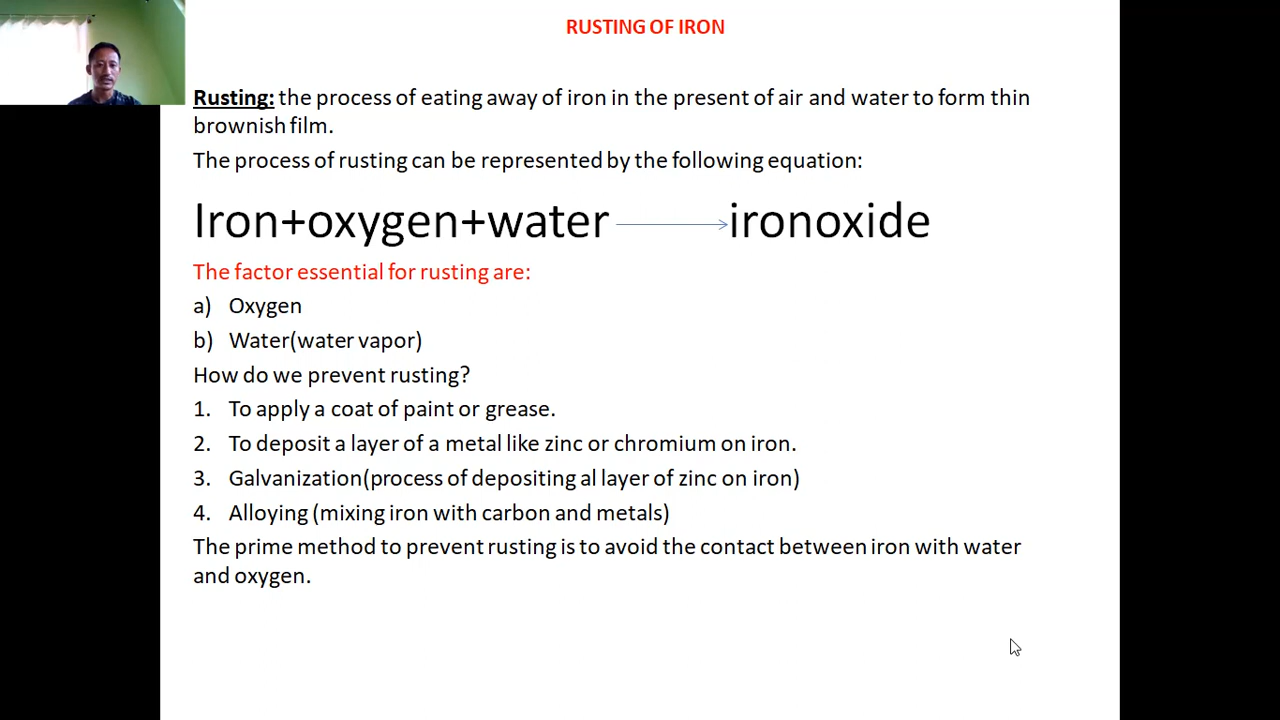 RUSTING OF IRON
Rusting: the process of eating away of iron in the present of air and water to form thin
brownish film.
The process of rusting can be represented by the following equation:
Iron+oxygen+water ⟶ ironoxide
The factor essential for rusting are:
a) Oxygen
b) Water(water vapor)
How do we prevent rusting?
1. To apply a coat of paint or grease.
2. To deposit a layer of a metal like zinc or chromium on iron.
3. Galvanization(process of depositing al layer of zinc on iron)
4. Alloying (mixing iron with carbon and metals)
The prime method to prevent rusting is to avoid the contact between iron with water
and oxygen.